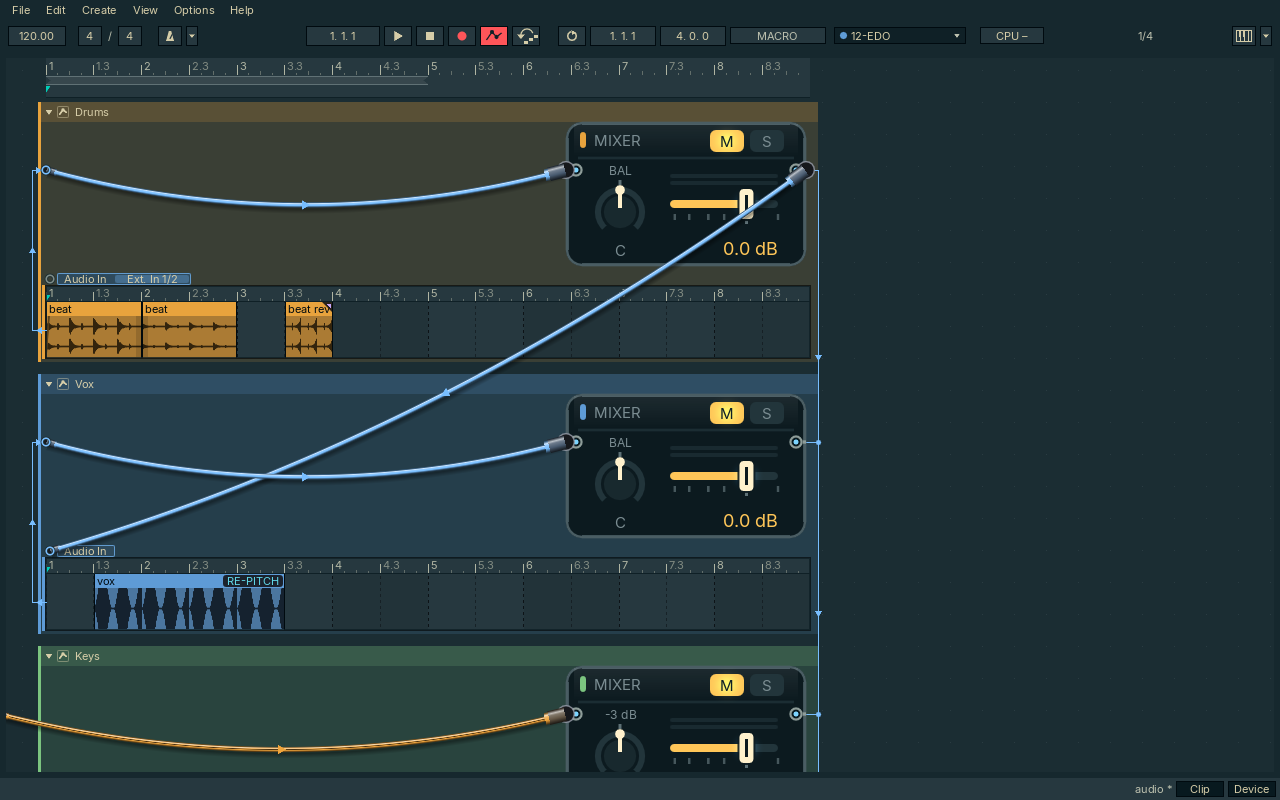 File Edit Create View Options Help
120.00 4 / 4 1. 1. 1 1. 1. 1 4. 0. 0 MACRO 12-EDO CPU – 1/4
1 1.3 2 2.3 3 3.3 4 4.3 5 5.3 6 6.3 7 7.3 8 8.3
Drums
MIXER M S
BAL
C 0.0 dB
Audio In Ext. In 1/2
1 1.3 2 2.3 3 3.3 4 4.3 5 5.3 6 6.3 7 7.3 8 8.3
beat beat beat rev
Vox
MIXER M S
BAL
C 0.0 dB
Audio In
1 1.3 2 2.3 3 3.3 4 4.3 5 5.3 6 6.3 7 7.3 8 8.3
vox RE-PITCH
Keys
MIXER M S
-3 dB
audio * Clip Device